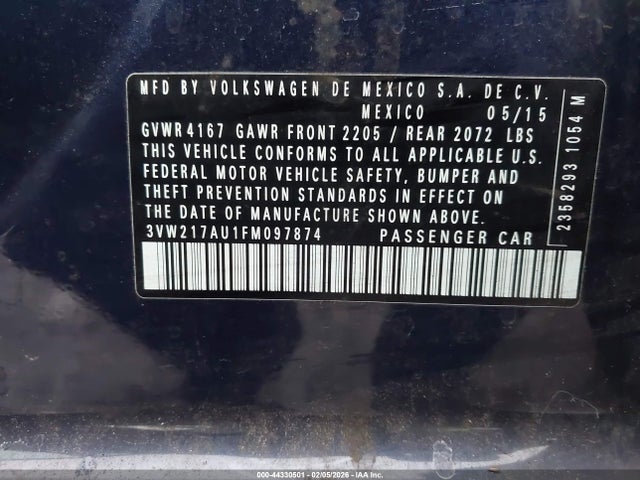 MFD BY VOLKSWAGEN DE MEXICO S.A. DE C.V.
MEXICO 05/15
GVWR 4167 GAWR FRONT 2205 / REAR 2072 LBS
THIS VEHICLE CONFORMS TO ALL APPLICABLE U.S.
FEDERAL MOTOR VEHICLE SAFETY, BUMPER AND
THEFT PREVENTION STANDARDS IN EFFECT ON
THE DATE OF MANUFACTURE SHOWN ABOVE.
3VW217AU1FM097874 PASSENGER CAR
2358293 1054 M
000-44330501 - 02/05/2026 - IAA Inc.